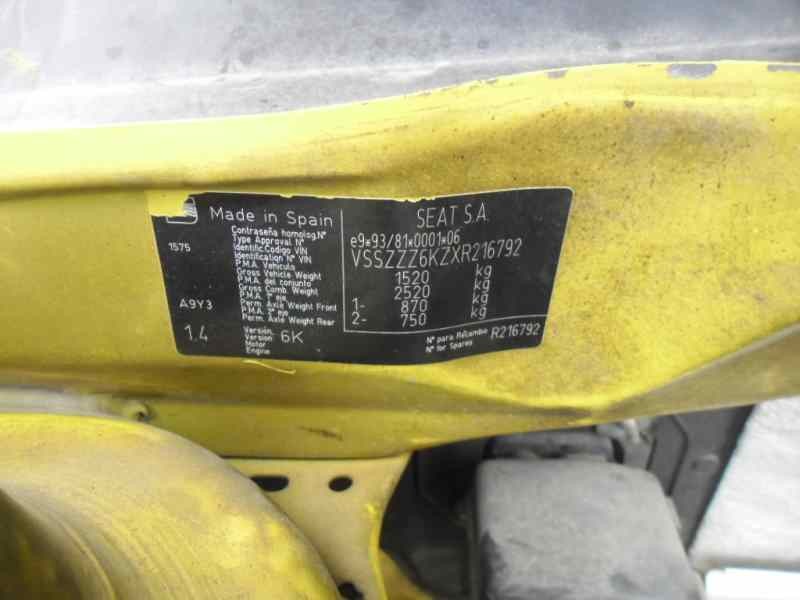 Made in Spain
SEAT S.A.
Contraseña homolog.N°
Type Approval N°
e9*93/81*0001*06
1575
Identific.Codigo VIN
Identification N° VIN
VSSZZZ6KZXR216792
P.M.A. Vehiculo
Gross Vehicle Weight
1520 kg
P.M.A. del conjunto
Gross Comb. Weight
2520 kg
A9Y3
P.M.A. 1ª eje
Perm. Axle Weight Front
1- 870 kg
P.M.A. 2ª eje
Perm. Axle Weight Rear
2- 750 kg
1.4
Versión.
Version
6K
Motor
Engine
N° para Recambio
N° for Spares
R216792